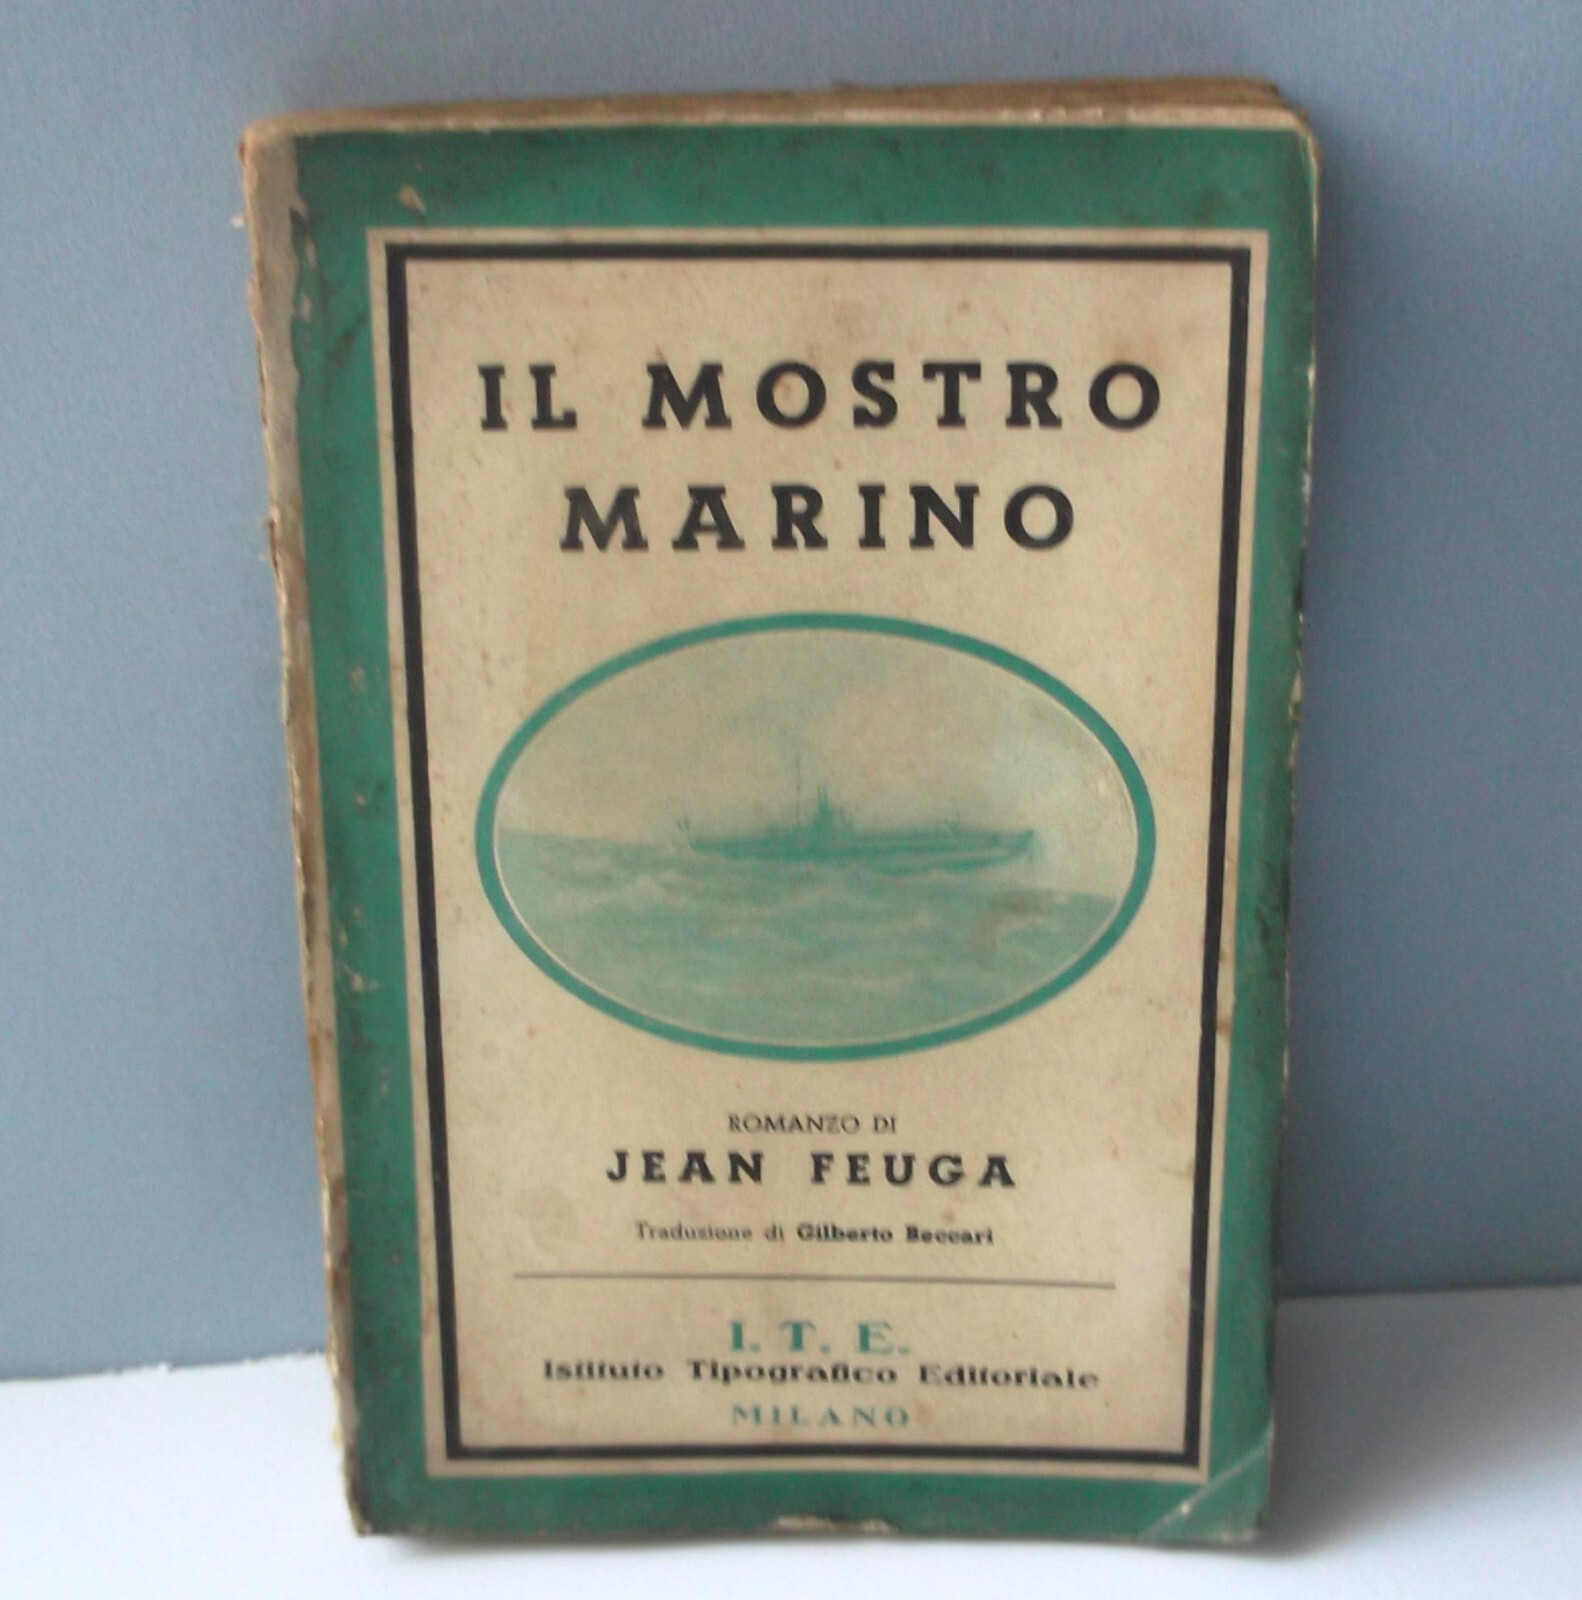 IL MOSTRO
MARINO
ROMANZO DI
JEAN FEUGA
Traduzione di Gilberto Beccari
I. T. E.
Istituto Tipografico Editoriale
MILANO